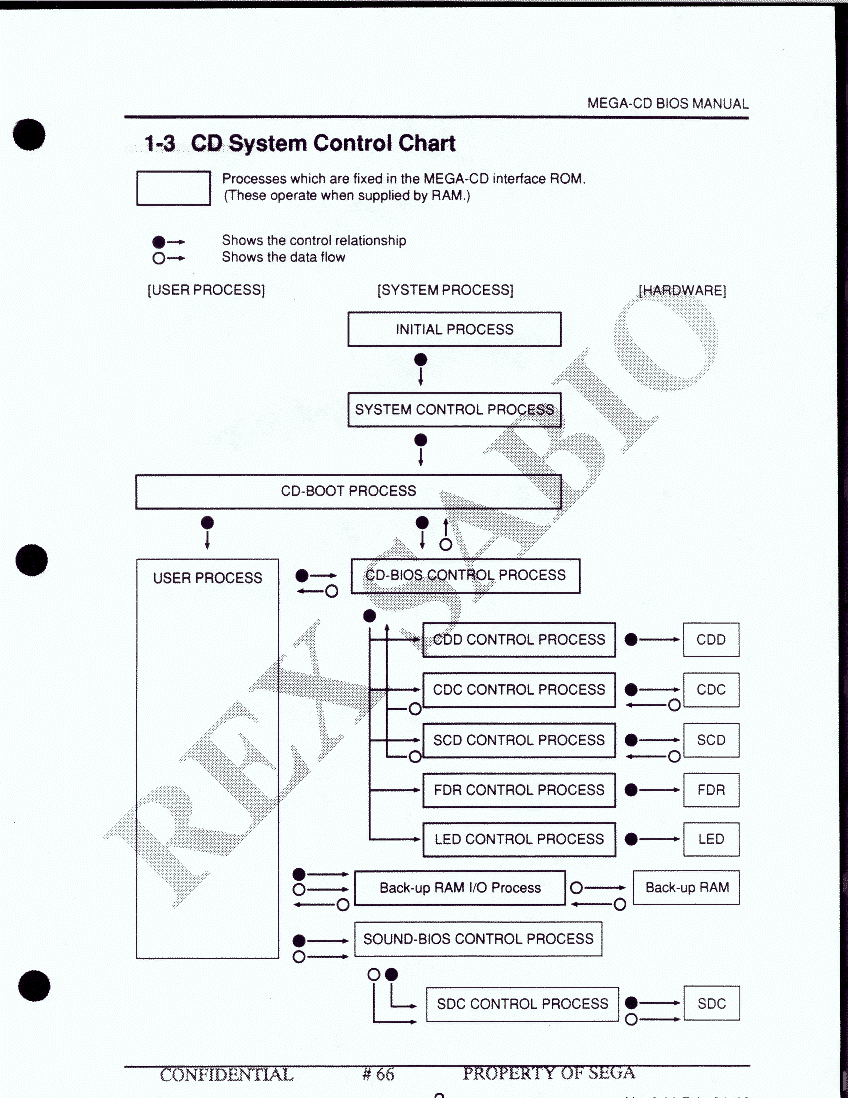 MEGA-CD BIOS MANUAL
1-3 CD System Control Chart
Processes which are fixed in the MEGA-CD interface ROM.
(These operate when supplied by RAM.)
Shows the control relationship
Shows the data flow
[USER PROCESS] [SYSTEM PROCESS] [HARDWARE]
INITIAL PROCESS
SYSTEM CONTROL PROCESS
CD-BOOT PROCESS
USER PROCESS CD-BIOS CONTROL PROCESS
CDD CONTROL PROCESS CDD
CDC CONTROL PROCESS CDC
SCD CONTROL PROCESS SCD
FDR CONTROL PROCESS FDR
LED CONTROL PROCESS LED
Back-up RAM I/O Process Back-up RAM
SOUND-BIOS CONTROL PROCESS
SDC CONTROL PROCESS SDC
REX SABIO
CONFIDENTIAL # 66 PROPERTY OF SEGA